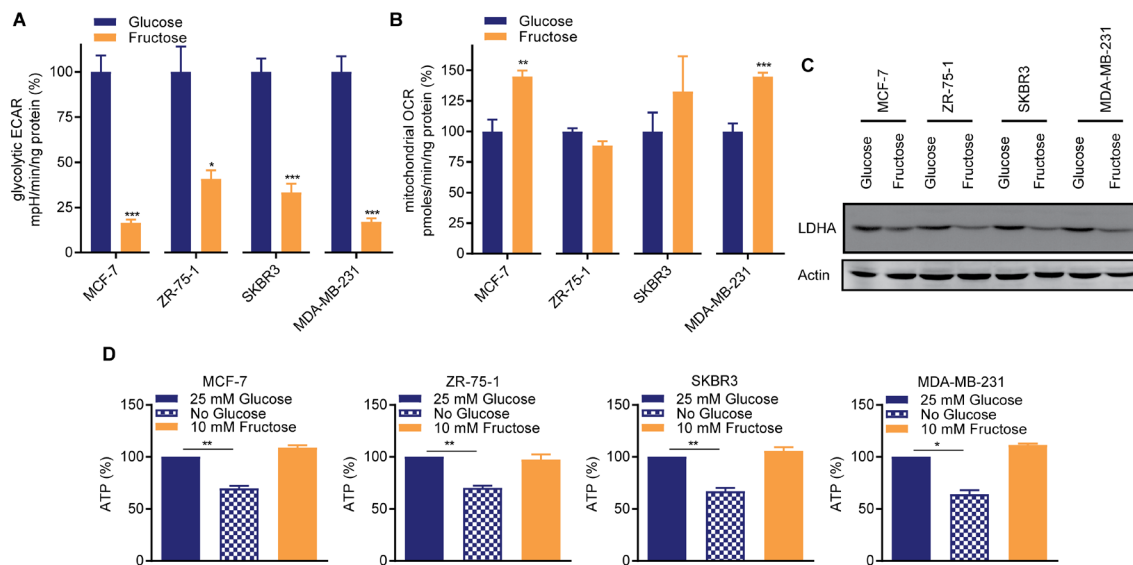 A
Glucose
Fructose
glycolytic ECAR
mpH/min/ng protein (%)
100
75
50
25
0
***
*
***
***
MCF-7
ZR-75-1
SKBR3
MDA-MB-231
B
Glucose
Fructose
mitochondrial OCR
pmoles/min/ng protein (%)
150
125
100
75
50
25
0
**
***
MCF-7
ZR-75-1
SKBR3
MDA-MB-231
C
MCF-7
ZR-75-1
SKBR3
MDA-MB-231
Glucose
Fructose
Glucose
Fructose
Glucose
Fructose
Glucose
Fructose
LDHA
Actin
D
MCF-7
25 mM Glucose
No Glucose
10 mM Fructose
ATP (%)
150
100
50
0
**
ZR-75-1
25 mM Glucose
No Glucose
10 mM Fructose
ATP (%)
150
100
50
0
**
SKBR3
25 mM Glucose
No Glucose
10 mM Fructose
ATP (%)
150
100
50
0
**
MDA-MB-231
25 mM Glucose
No Glucose
10 mM Fructose
ATP (%)
150
100
50
0
*